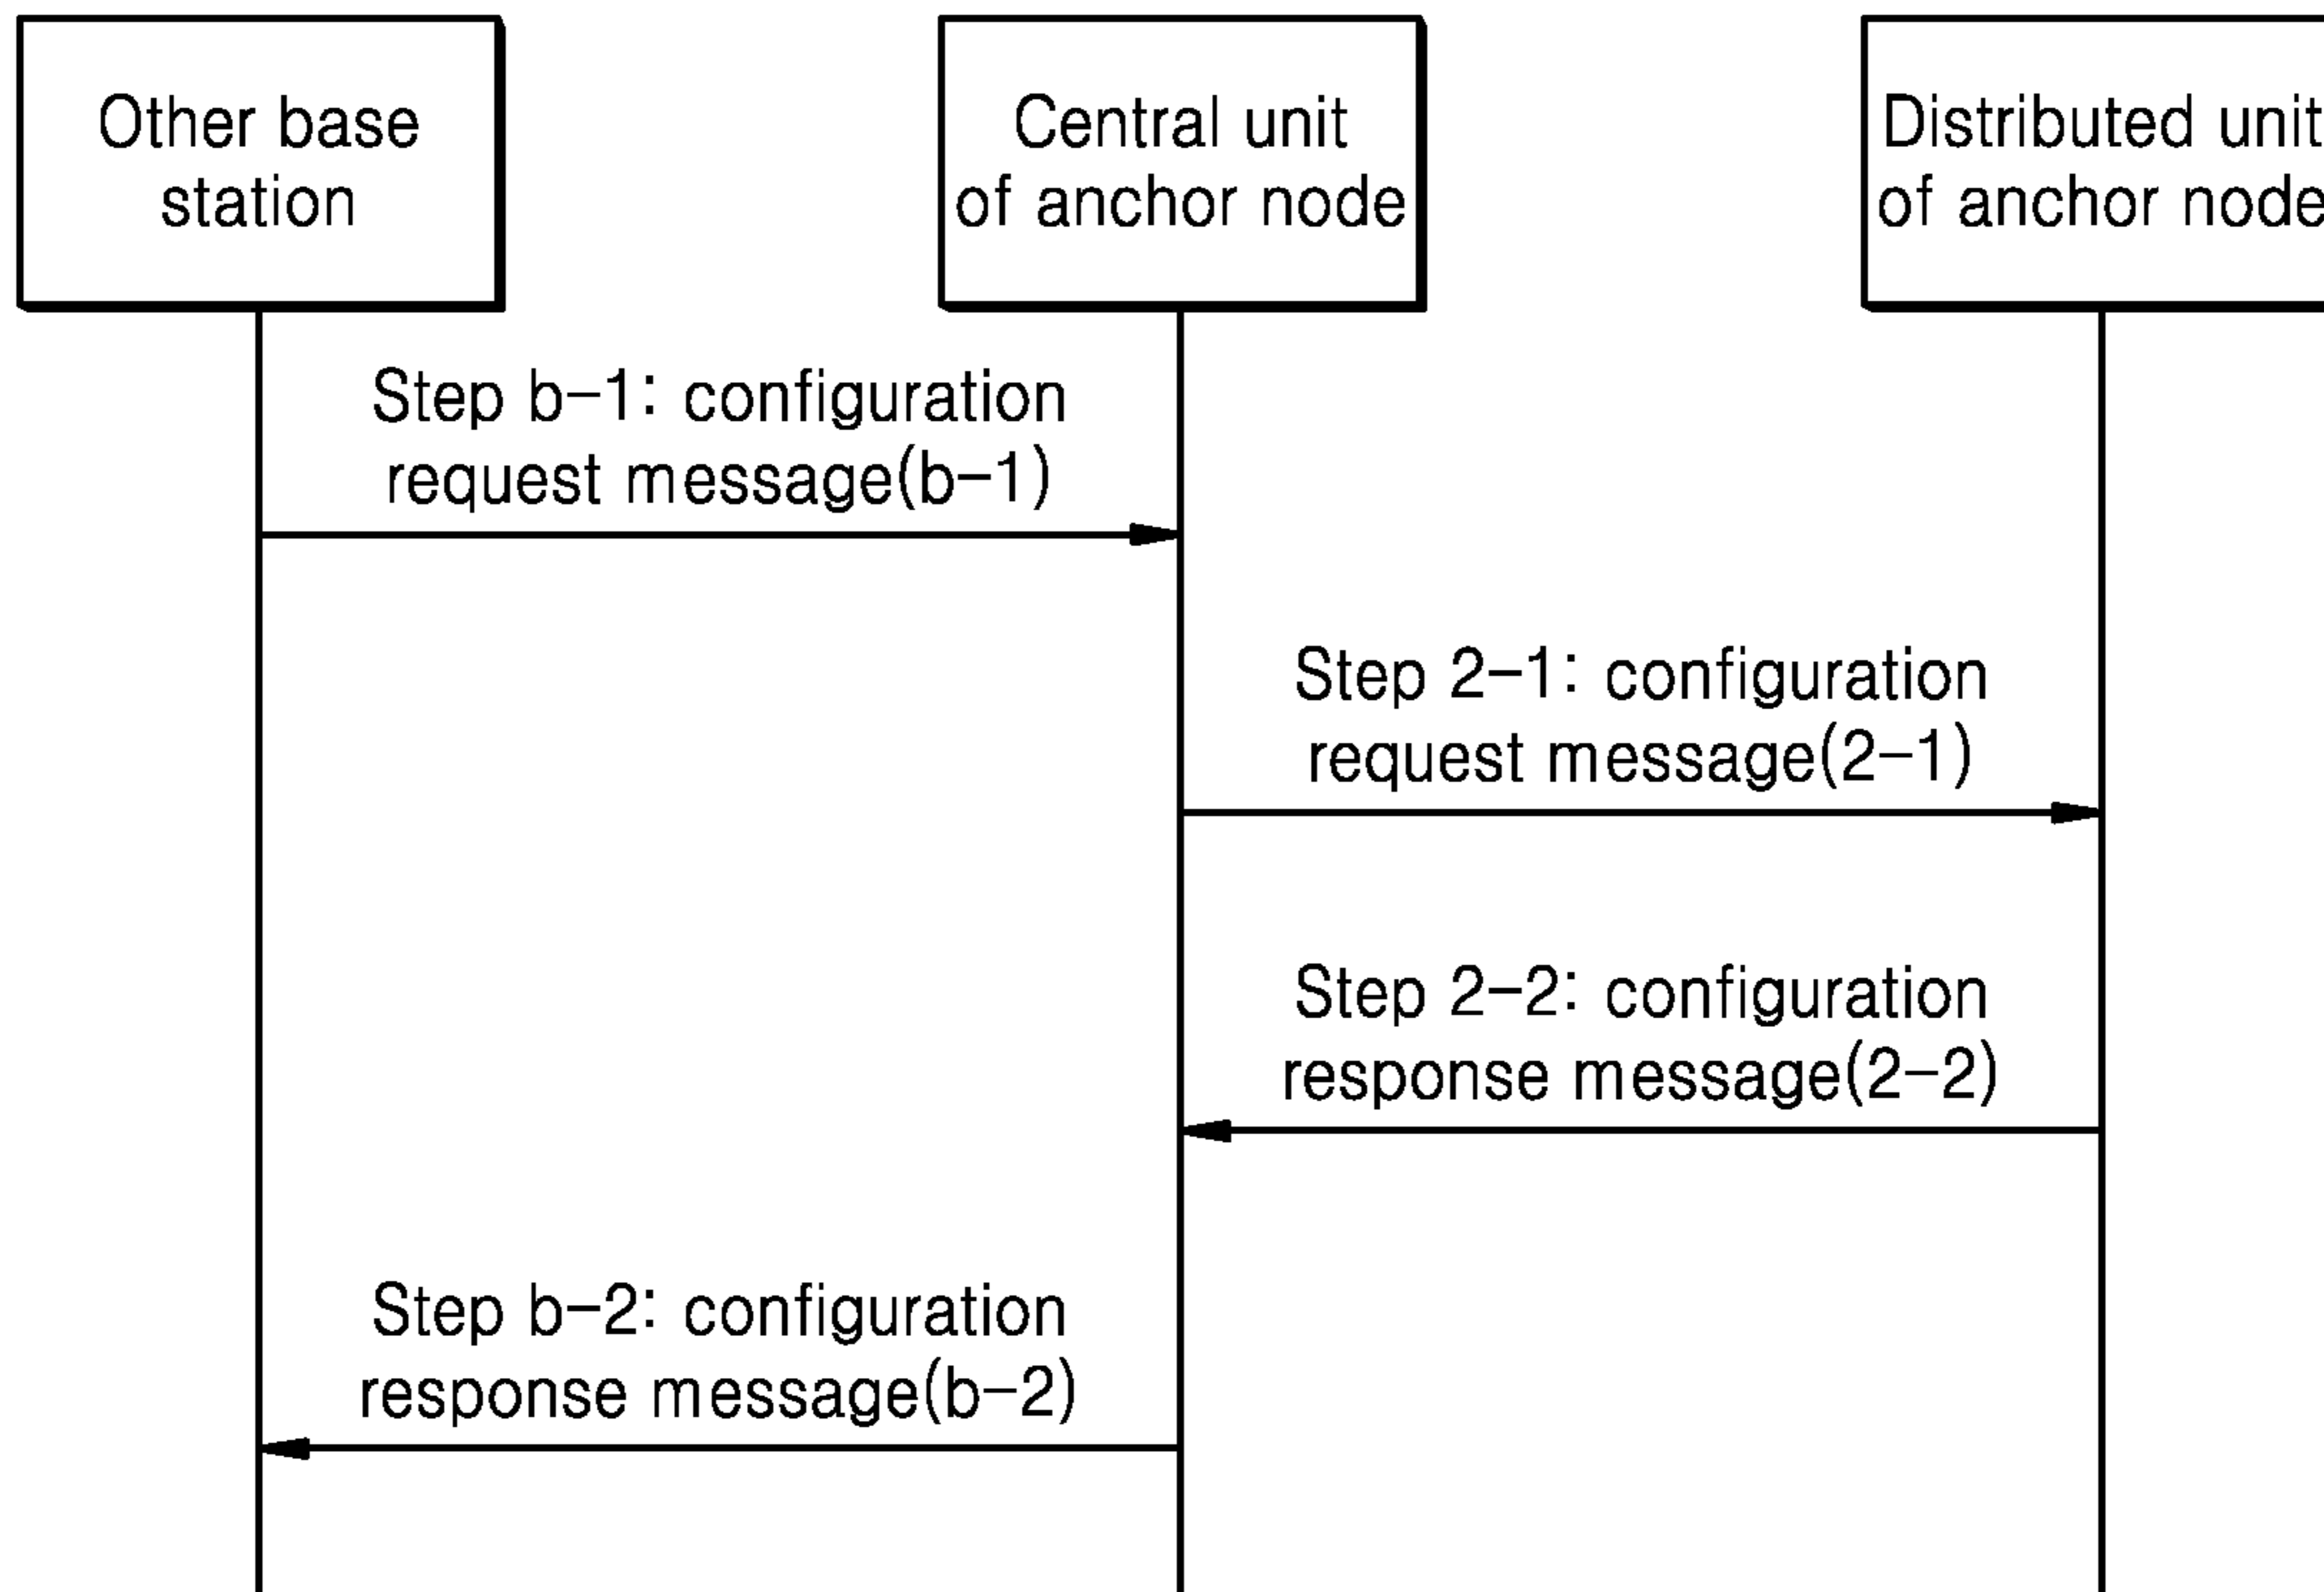 Other base
station
Central unit
of anchor node
Distributed unit
of anchor node
Step b-1: configuration
request message(b-1)
Step 2-1: configuration
request message(2-1)
Step 2-2: configuration
response message(2-2)
Step b-2: configuration
response message(b-2)